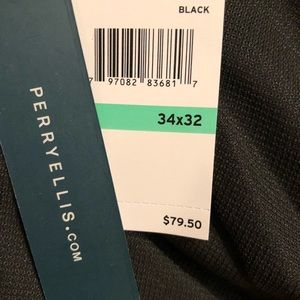 BLACK
7 97082 83681 7
34x32
$79.50
PERRYELLIS.COM